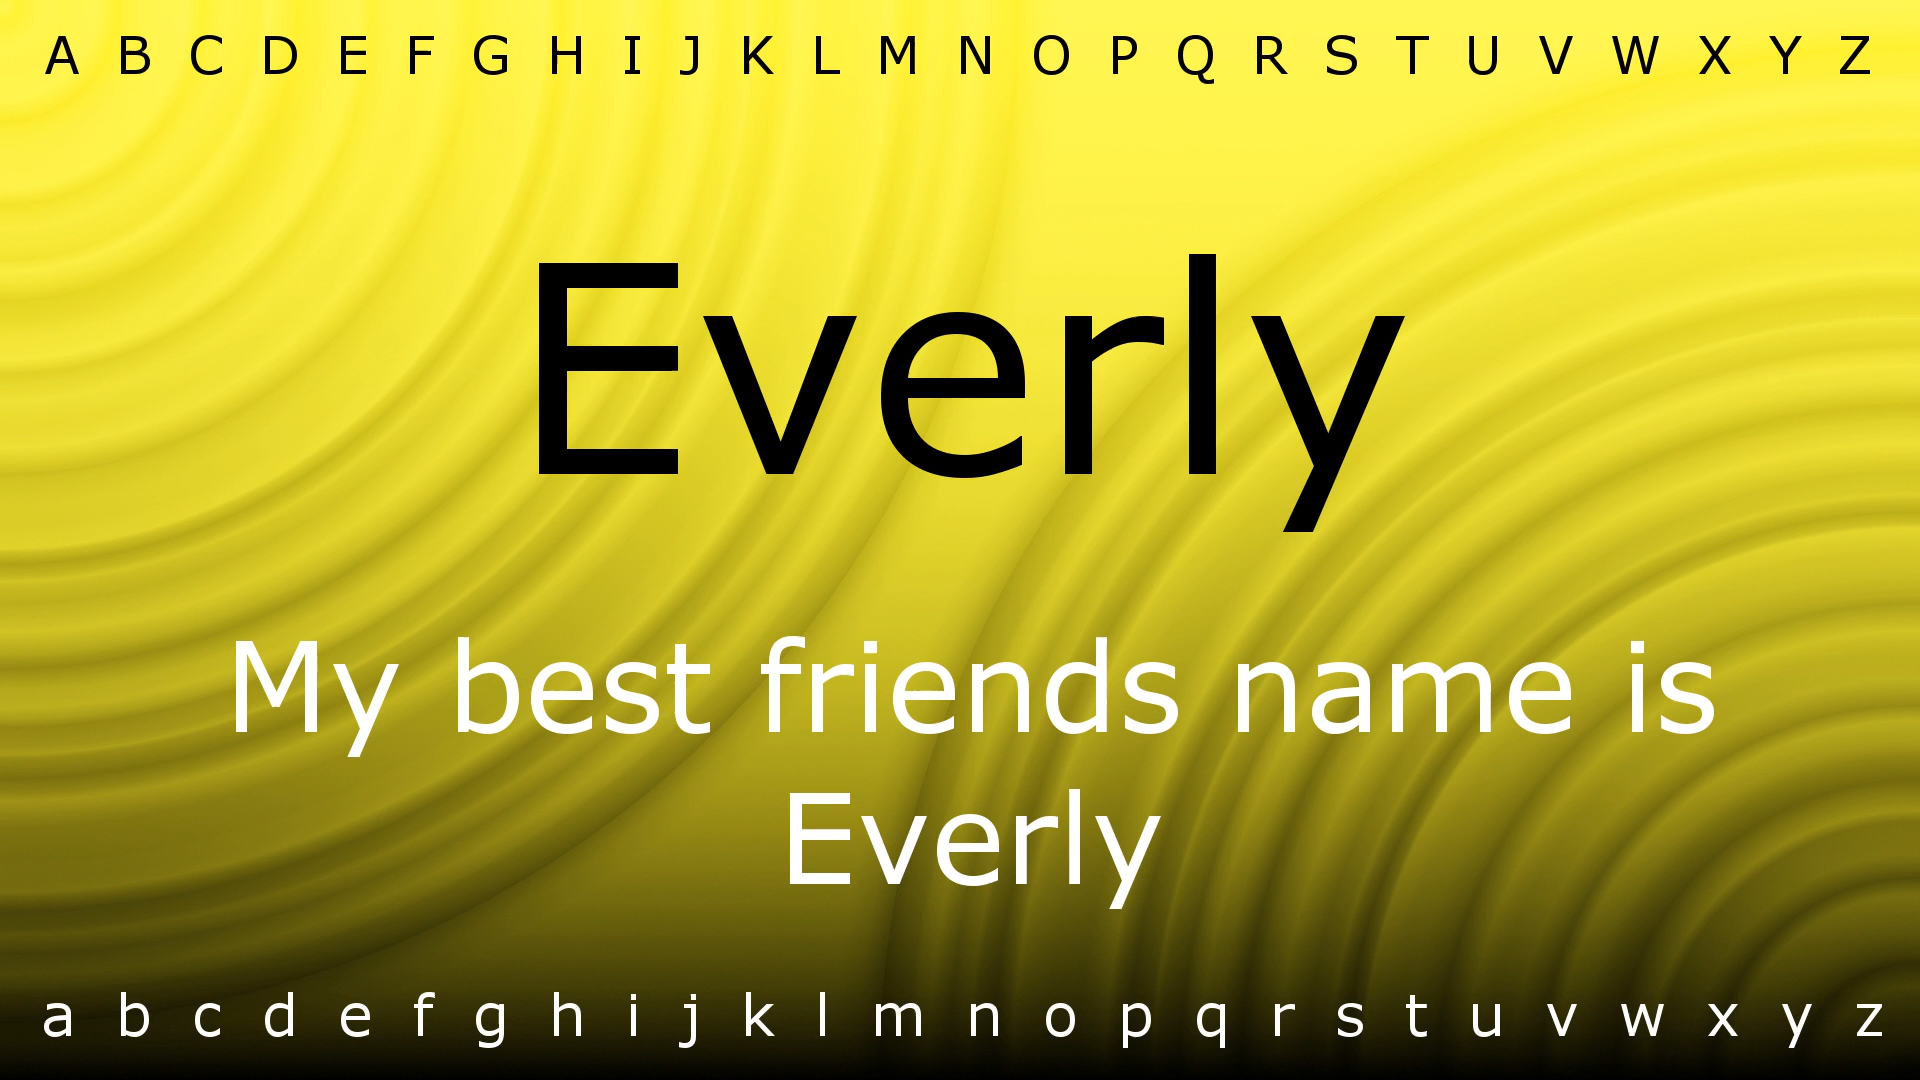 A B C D E F G H I J K L M N O P Q R S T U V W X Y Z
Everly
My best friends name is
Everly
a b c d e f g h i j k l m n o p q r s t u v w x y z